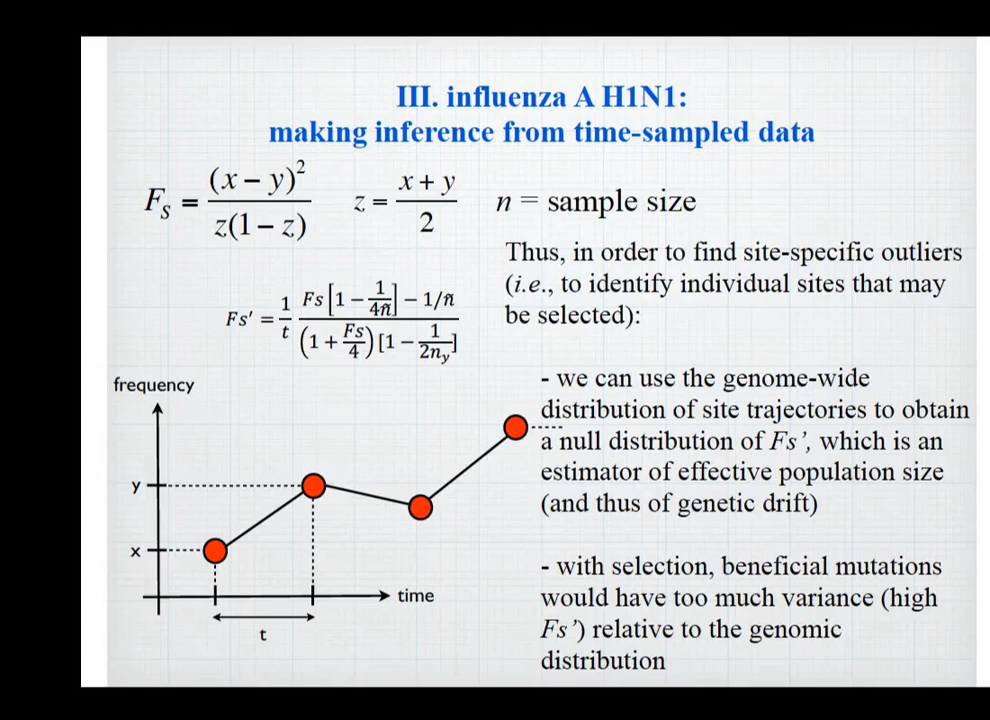 III. influenza A H1N1:
making inference from time-sampled data
Fs = (x – y)² / z(1 – z)   z = x + y / 2   n = sample size
Thus, in order to find site-specific outliers
(i.e., to identify individual sites that may
be selected):
Fs' = 1/t Fs[1 – 1/4ñ] – 1/ñ / (1 + Fs/4)[1 – 1/2n_y]
- we can use the genome-wide
distribution of site trajectories to obtain
a null distribution of Fs', which is an
estimator of effective population size
(and thus of genetic drift)
- with selection, beneficial mutations
would have too much variance (high
Fs') relative to the genomic
distribution
frequency
y
x
time
t